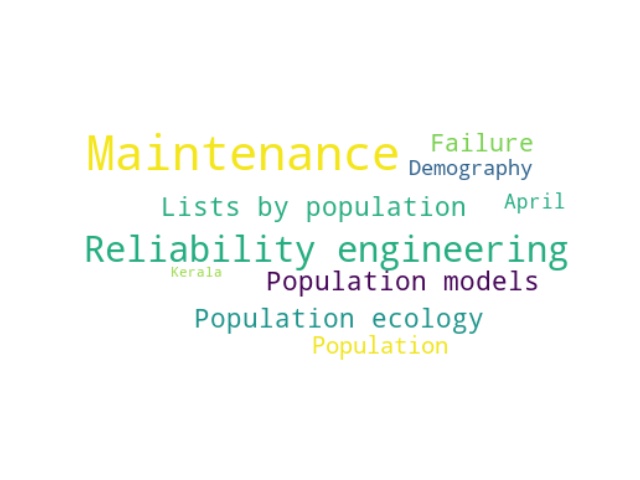 Maintenance
Failure
Demography
Lists by population
April
Reliability engineering
Kerala
Population models
Population ecology
Population